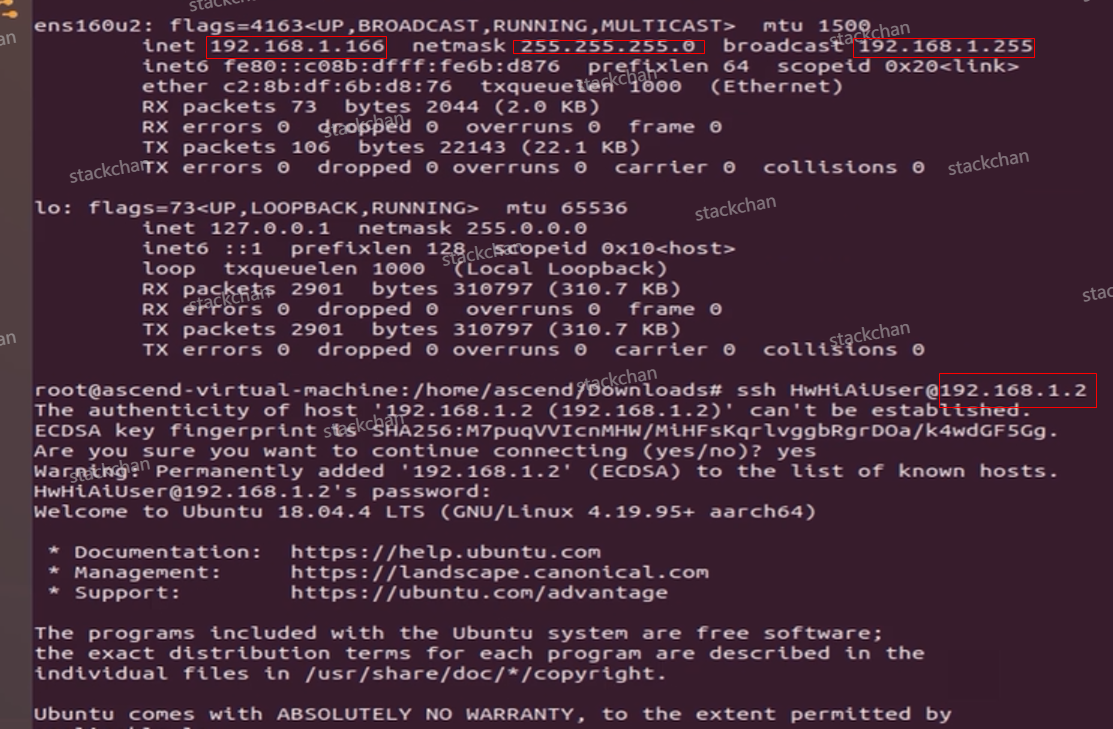 ens160u2: flags=4163<UP,BROADCAST,RUNNING,MULTICAST>  mtu 1500
inet 192.168.1.166  netmask 255.255.255.0  broadcast 192.168.1.255
inet6 fe80::c08b:dfff:fe6b:d876  prefixlen 64  scopeid 0x20<link>
ether c2:8b:df:6b:d8:76  txqueuelen 1000  (Ethernet)
RX packets 73  bytes 2044 (2.0 KB)
RX errors 0  dropped 0  overruns 0  frame 0
TX packets 106  bytes 22143 (22.1 KB)
TX errors 0  dropped 0 overruns 0  carrier 0  collisions 0
lo: flags=73<UP,LOOPBACK,RUNNING>  mtu 65536
inet 127.0.0.1  netmask 255.0.0.0
inet6 ::1  prefixlen 128  scopeid 0x10<host>
loop  txqueuelen 1000  (Local Loopback)
RX packets 2901  bytes 310797 (310.7 KB)
RX errors 0  dropped 0  overruns 0  frame 0
TX packets 2901  bytes 310797 (310.7 KB)
TX errors 0  dropped 0 overruns 0  carrier 0  collisions 0
root@ascend-virtual-machine:/home/ascend/Downloads# ssh HwHiAiUser@192.168.1.2
The authenticity of host '192.168.1.2 (192.168.1.2)' can't be established.
ECDSA key fingerprint is SHA256:M7puqVVIcnMHW/MiHFsKqrlvggbRgrDOa/k4wdGF5Gg.
Are you sure you want to continue connecting (yes/no)? yes
Warning: Permanently added '192.168.1.2' (ECDSA) to the list of known hosts.
HwHiAiUser@192.168.1.2's password:
Welcome to Ubuntu 18.04.4 LTS (GNU/Linux 4.19.95+ aarch64)
* Documentation:  https://help.ubuntu.com
* Management:     https://landscape.canonical.com
* Support:        https://ubuntu.com/advantage
The programs included with the Ubuntu system are free software;
the exact distribution terms for each program are described in the
individual files in /usr/share/doc/*/copyright.
Ubuntu comes with ABSOLUTELY NO WARRANTY, to the extent permitted by
stackchan
stackchan
stackchan
stackchan
stackchan
stackchan
stackchan
stackchan
stackchan
stackchan
stackchan
stackchan
stackchan